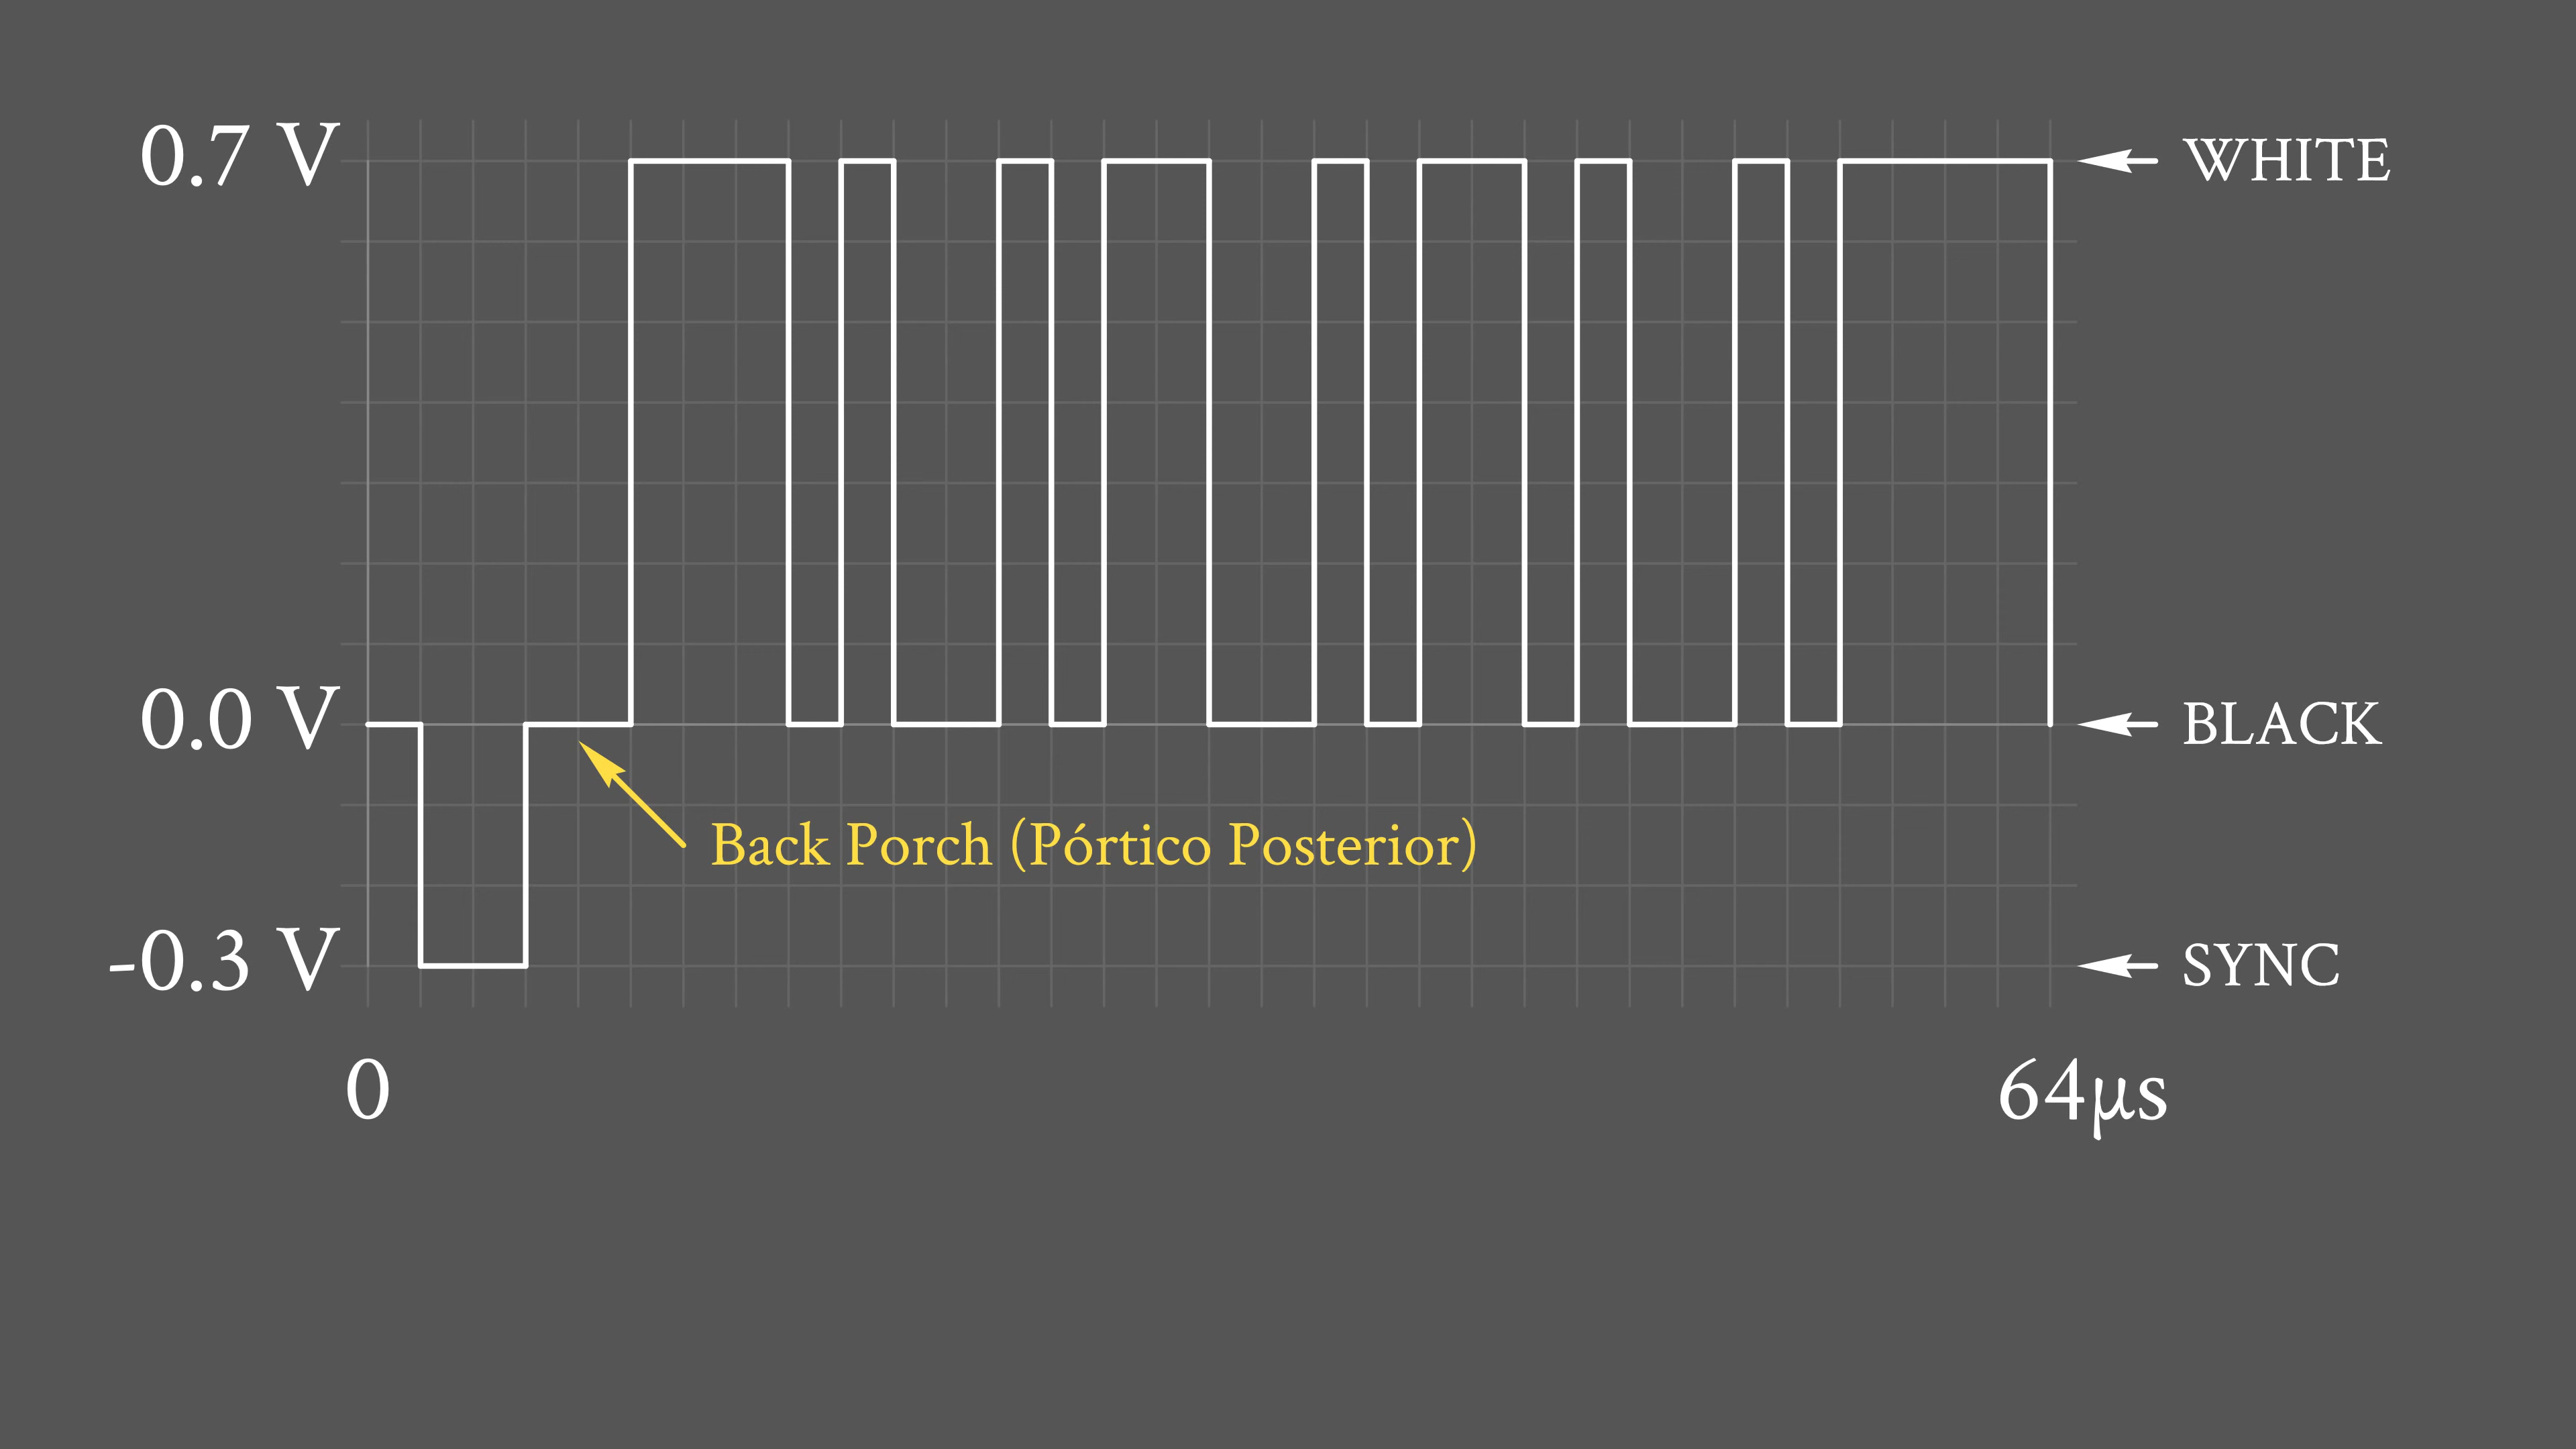 0.7 V
WHITE
0.0 V
BLACK
Back Porch (Pórtico Posterior)
-0.3 V
SYNC
0
64µs